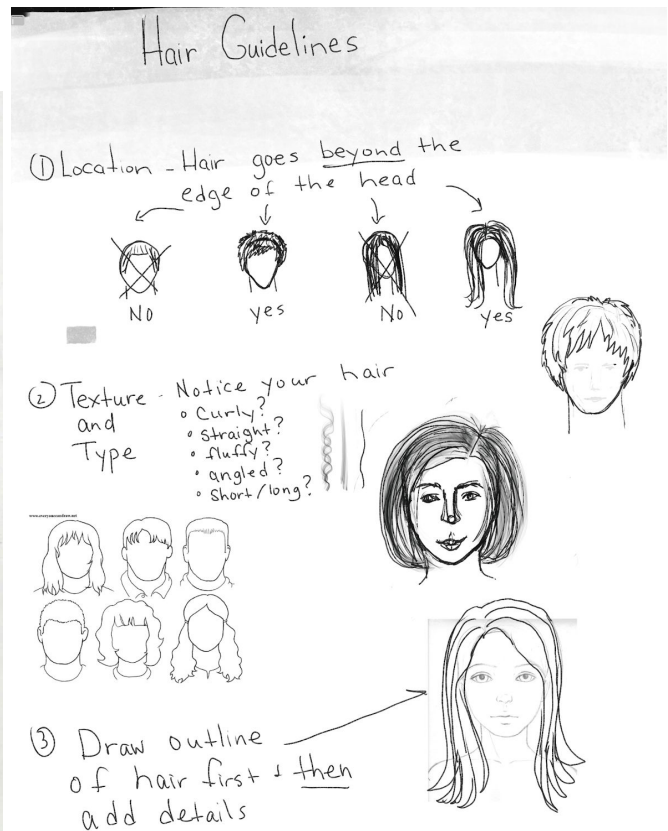 Hair Guidelines
① Location - Hair goes beyond the
edge of the head
No
yes
No
yes
② Texture - Notice your hair
and
Type
• Curly?
• straight?
• fluffy?
• angled?
• Short/long?
③ Draw outline
of hair first & then
add details